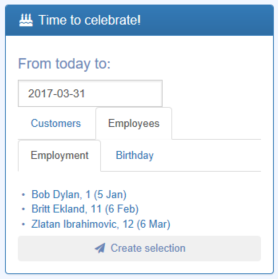 Time to celebrate!
From today to:
2017-03-31
Customers Employees
Employment Birthday
Bob Dylan, 1 (5 Jan)
Britt Ekland, 11 (6 Feb)
Zlatan Ibrahimovic, 12 (6 Mar)
Create selection